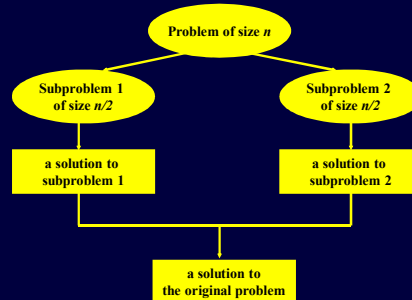 Problem of size n
Subproblem 1
of size n/2
Subproblem 2
of size n/2
a solution to
subproblem 1
a solution to
subproblem 2
a solution to
the original problem